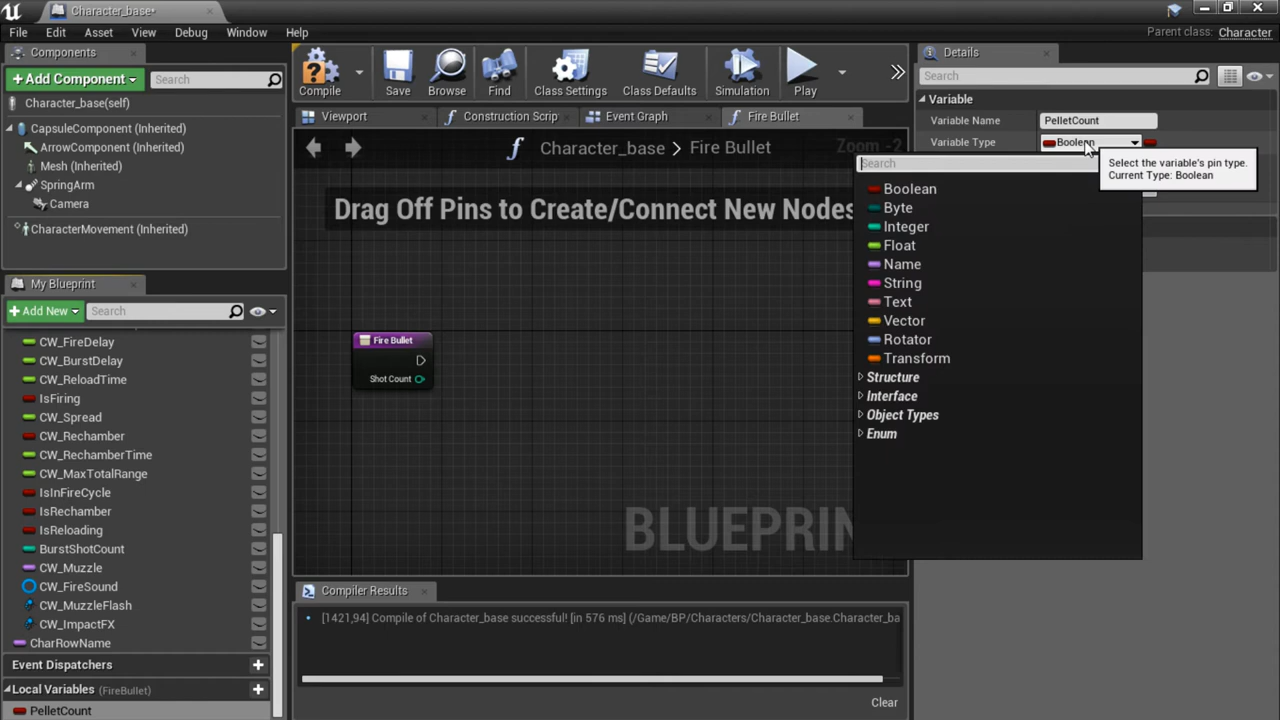 Character_base*
File Edit Asset View Debug Window Help
Parent class: Character
Components
+Add Component
Search
Character_base(self)
CapsuleComponent (Inherited)
ArrowComponent (Inherited)
Mesh (Inherited)
SpringArm
Camera
CharacterMovement (Inherited)
My Blueprint
+Add New
Search
CW_FireDelay
CW_BurstDelay
CW_ReloadTime
IsFiring
CW_Spread
CW_Rechamber
CW_RechamberTime
CW_MaxTotalRange
IsInFireCycle
IsRechamber
IsReloading
BurstShotCount
CW_Muzzle
CW_FireSound
CW_MuzzleFlash
CW_ImpactFX
CharRowName
Event Dispatchers
Local Variables (FireBullet)
PelletCount
Compile Save Browse Find Class Settings Class Defaults Simulation Play
Viewport Construction Scrip Event Graph Fire Bullet
Character_base > Fire Bullet
Zoom -2
Drag Off Pins to Create/Connect New Nodes
Fire Bullet
Shot Count
BLUEPRIN
Compiler Results
[1421,94] Compile of Character_base successful! [in 576 ms] (/Game/BP/Characters/Character_base.Character_ba
Clear
Details
Search
Variable
Variable Name PelletCount
Variable Type Boolean
Select the variable's pin type.
Current Type: Boolean
Search
Boolean
Byte
Integer
Float
Name
String
Text
Vector
Rotator
Transform
Structure
Interface
Object Types
Enum